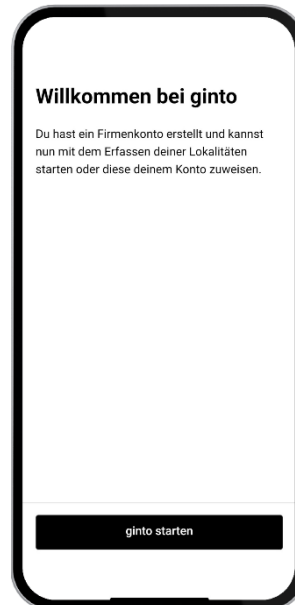 Willkommen bei ginto
Du hast ein Firmenkonto erstellt und kannst
nun mit dem Erfassen deiner Lokalitäten
starten oder diese deinem Konto zuweisen.
ginto starten